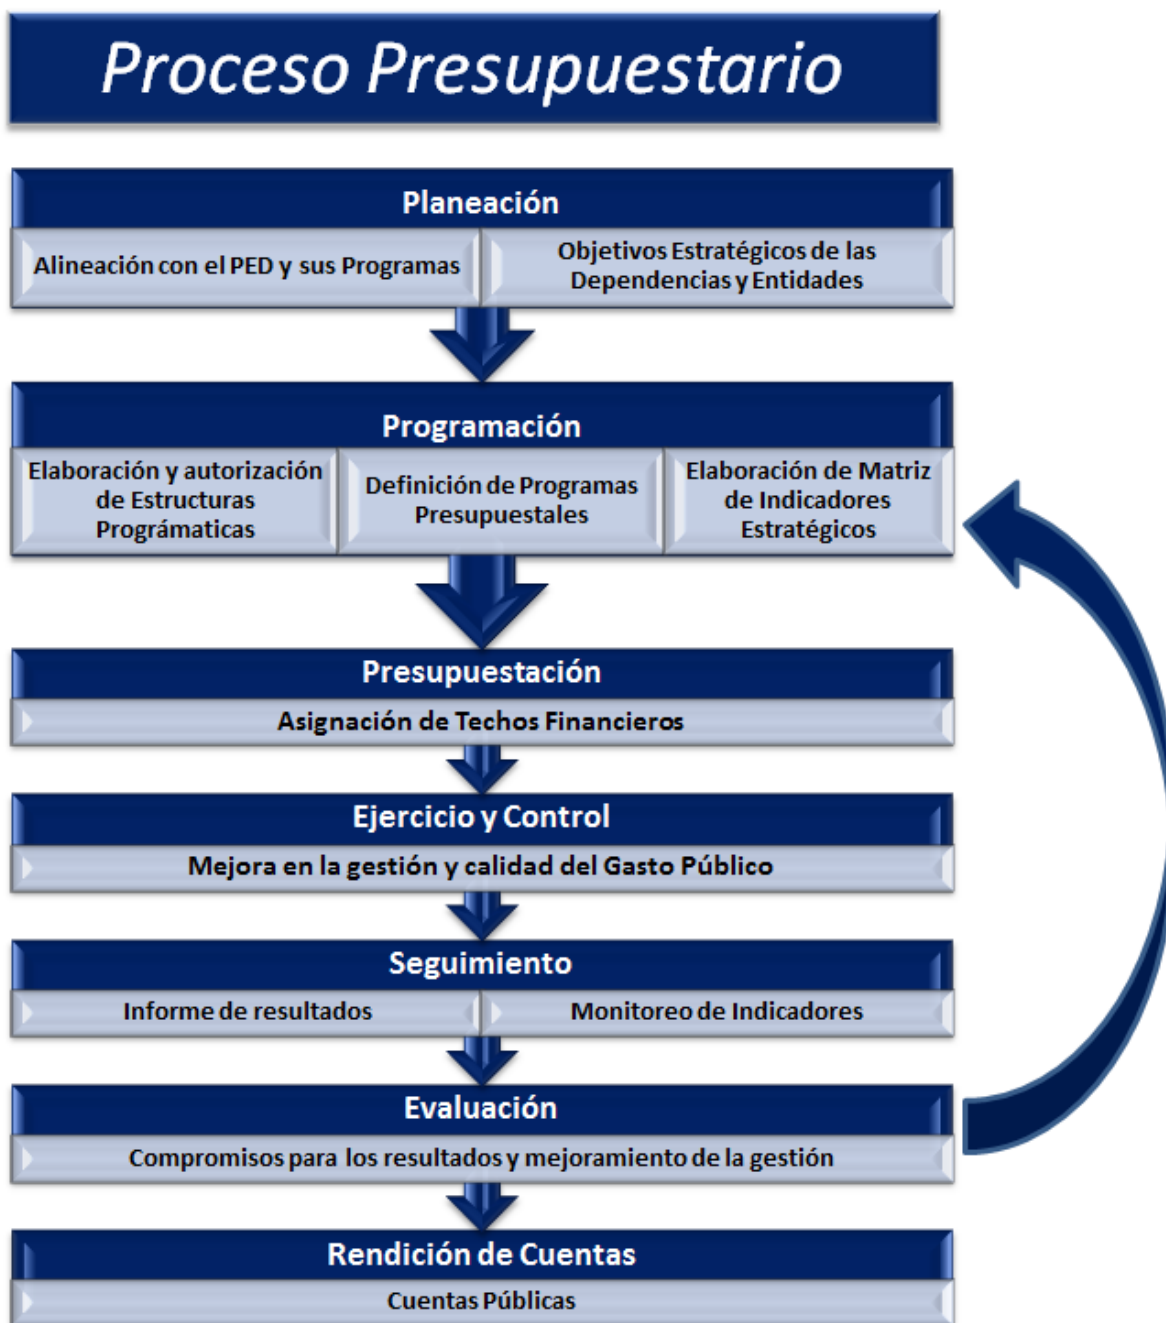 Proceso Presupuestario
Planeación
Alineación con el PED y sus Programas
Objetivos Estratégicos de las
Dependencias y Entidades
Programación
Elaboración y autorización
de Estructuras
Prográmaticas
Definición de Programas
Presupuestales
Elaboración de Matriz
de Indicadores
Estratégicos
Presupuestación
Asignación de Techos Financieros
Ejercicio y Control
Mejora en la gestión y calidad del Gasto Público
Seguimiento
Informe de resultados
Monitoreo de Indicadores
Evaluación
Compromisos para los resultados y mejoramiento de la gestión
Rendición de Cuentas
Cuentas Públicas